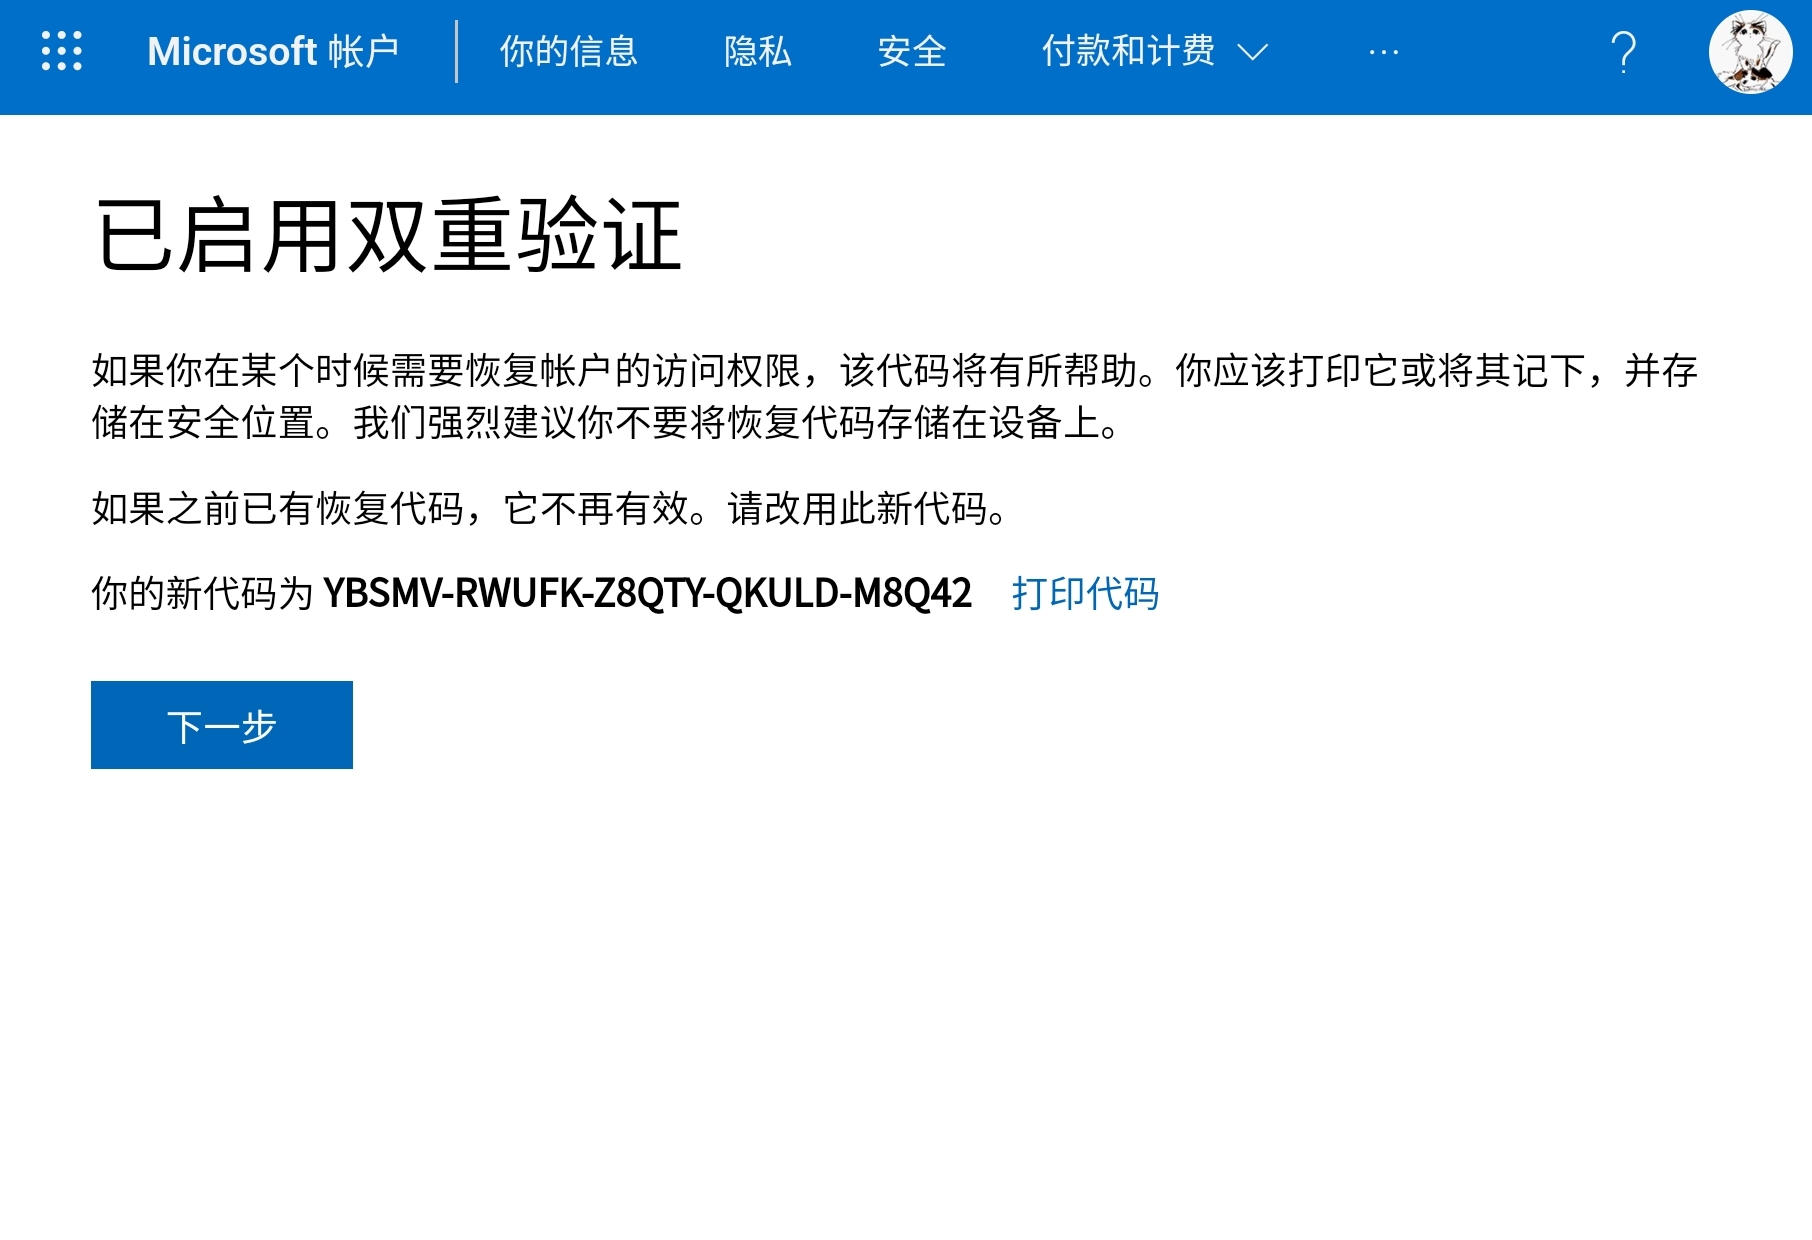 Microsoft 帐户 你的信息 隐私 安全 付款和计费 ... ?
已启用双重验证
如果你在某个时候需要恢复帐户的访问权限，该代码将有所帮助。你应该打印它或将其记下，并存
储在安全位置。我们强烈建议你不要将恢复代码存储在设备上。
如果之前已有恢复代码，它不再有效。请改用此新代码。
你的新代码为 YBSMV-RWUFK-Z8QTY-QKULD-M8Q42 打印代码
下一步